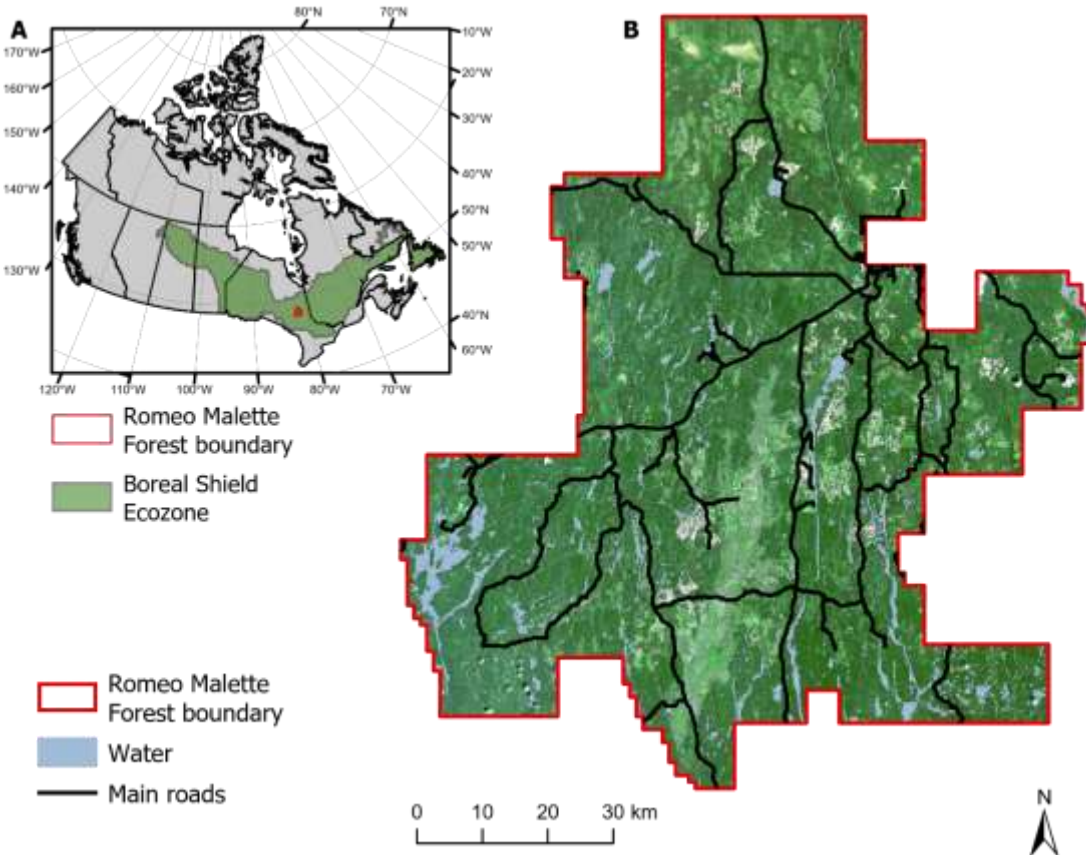 A
80°N
70°N
B
170°W
160°W
150°W
140°W
130°W
10°W
20°W
30°W
40°W
40°N
50°N
50°W
40°N
60°W
120°W
110°W
100°W
90°W
80°W
70°W
Romeo Malette
Forest boundary
Boreal Shield
Ecozone
Romeo Malette
Forest boundary
Water
Main roads
0 10 20 30 km
N